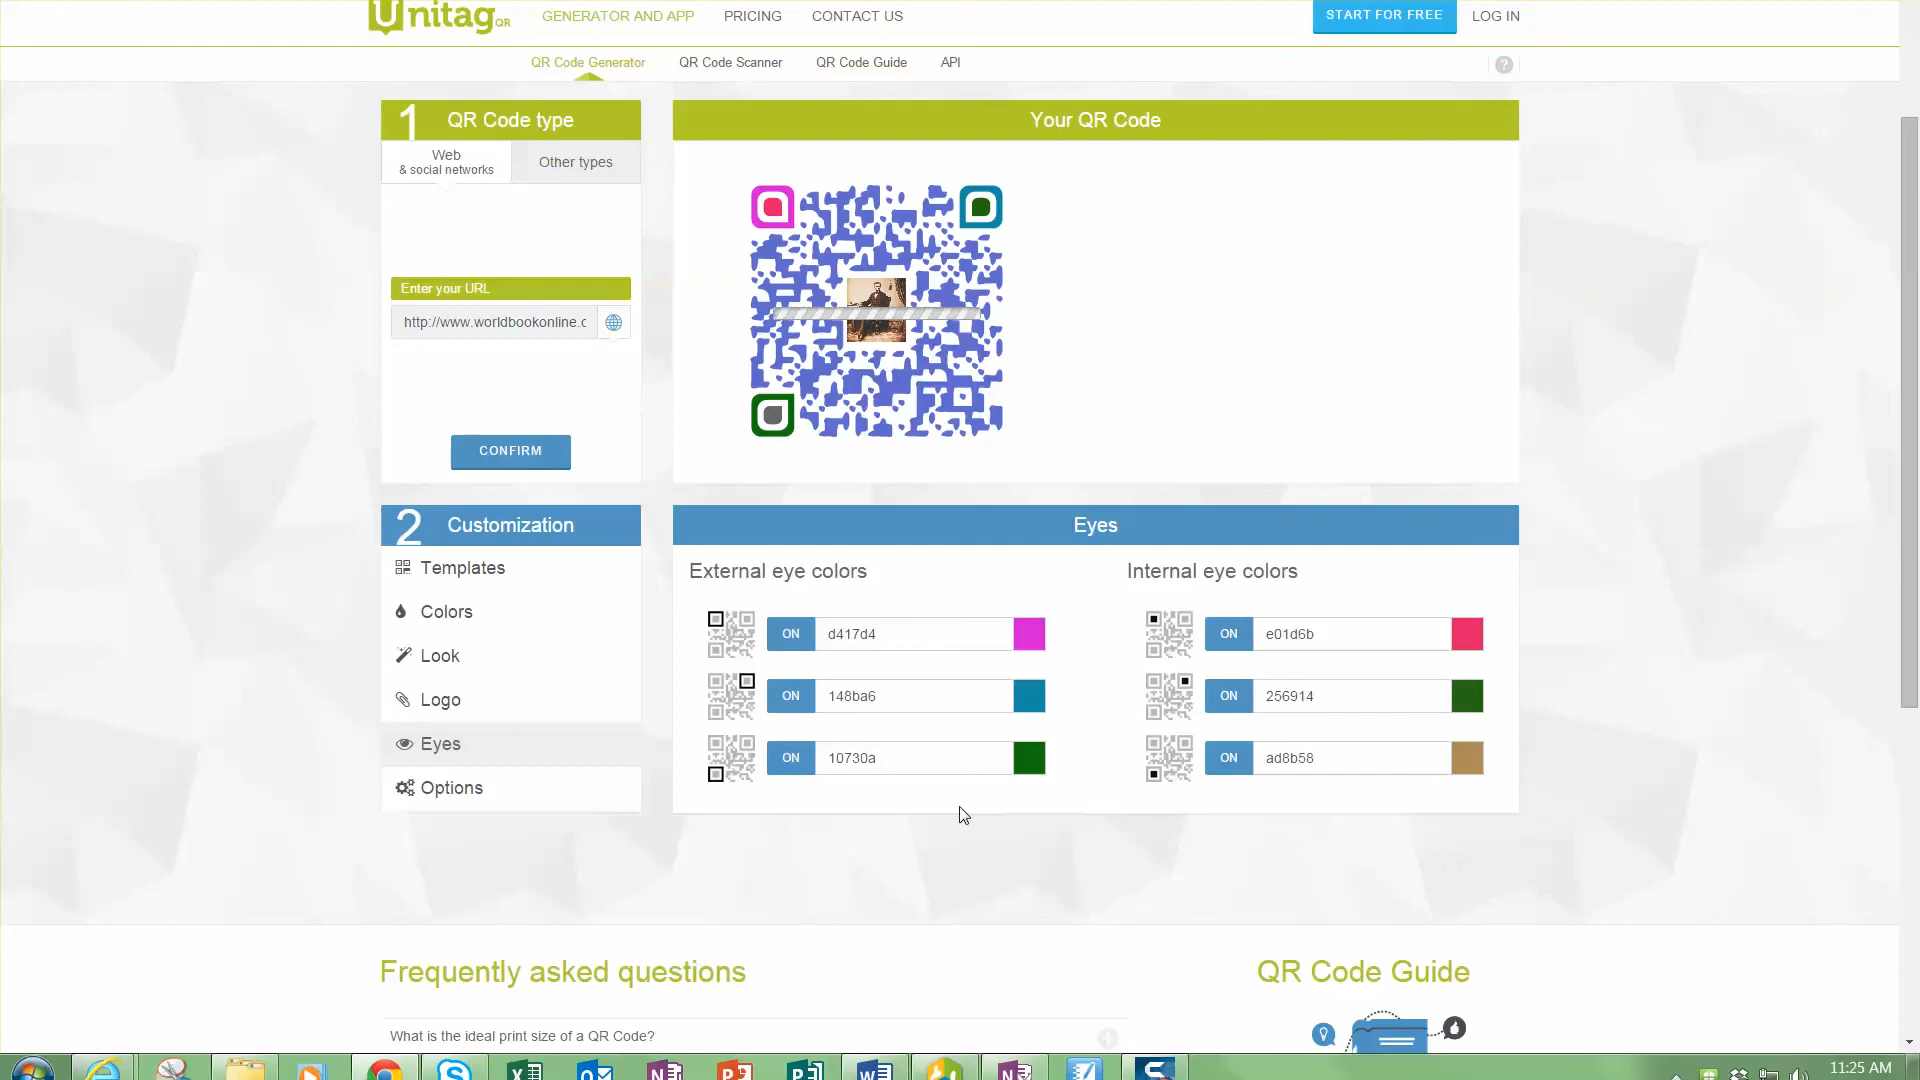 Unitag QR
GENERATOR AND APP PRICING CONTACT US START FOR FREE LOG IN
QR Code Generator QR Code Scanner QR Code Guide API ?
1 QR Code type
Web
& social networks
Other types
Enter your URL
http://www.worldbookonline.c
CONFIRM
Your QR Code
2 Customization
Templates
Colors
Look
Logo
Eyes
Options
Eyes
External eye colors
ON d417d4
ON 148ba6
ON 10730a
Internal eye colors
ON e01d6b
ON 256914
ON ad8b58
Frequently asked questions
What is the ideal print size of a QR Code?
QR Code Guide
11:25 AM